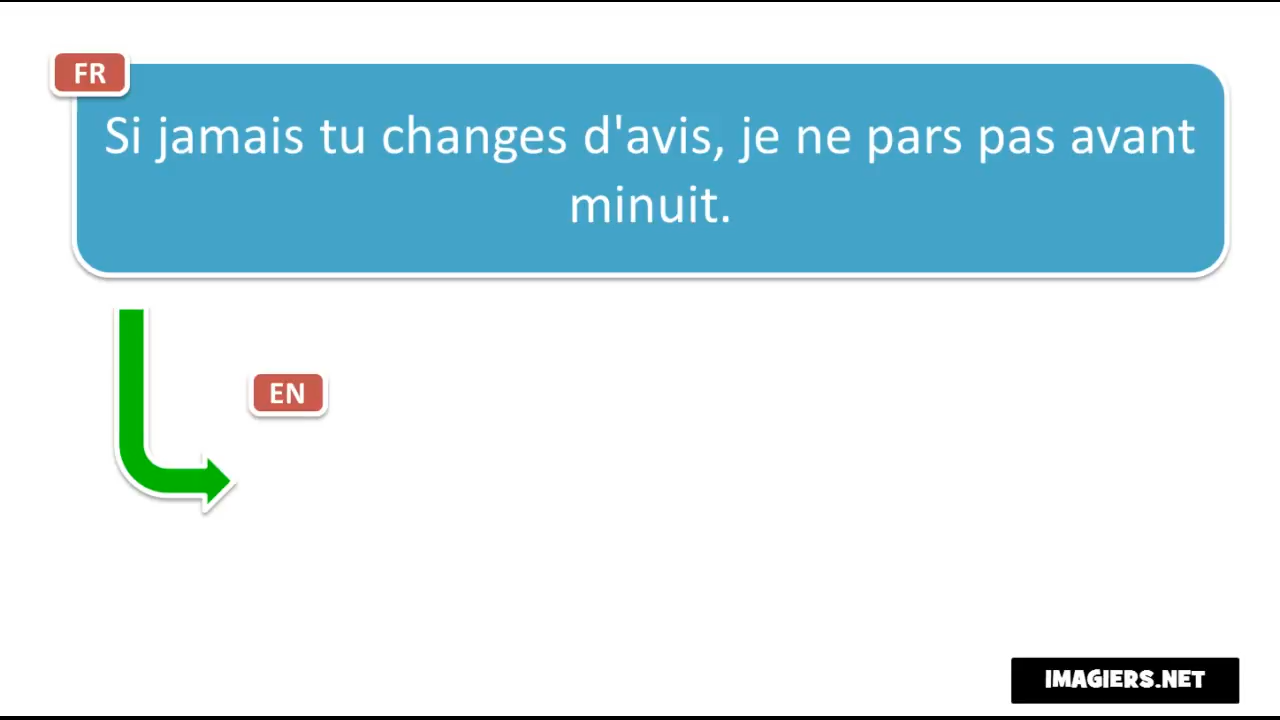 FR
Si jamais tu changes d'avis, je ne pars pas avant
minuit.
EN
IMAGIERS.NET